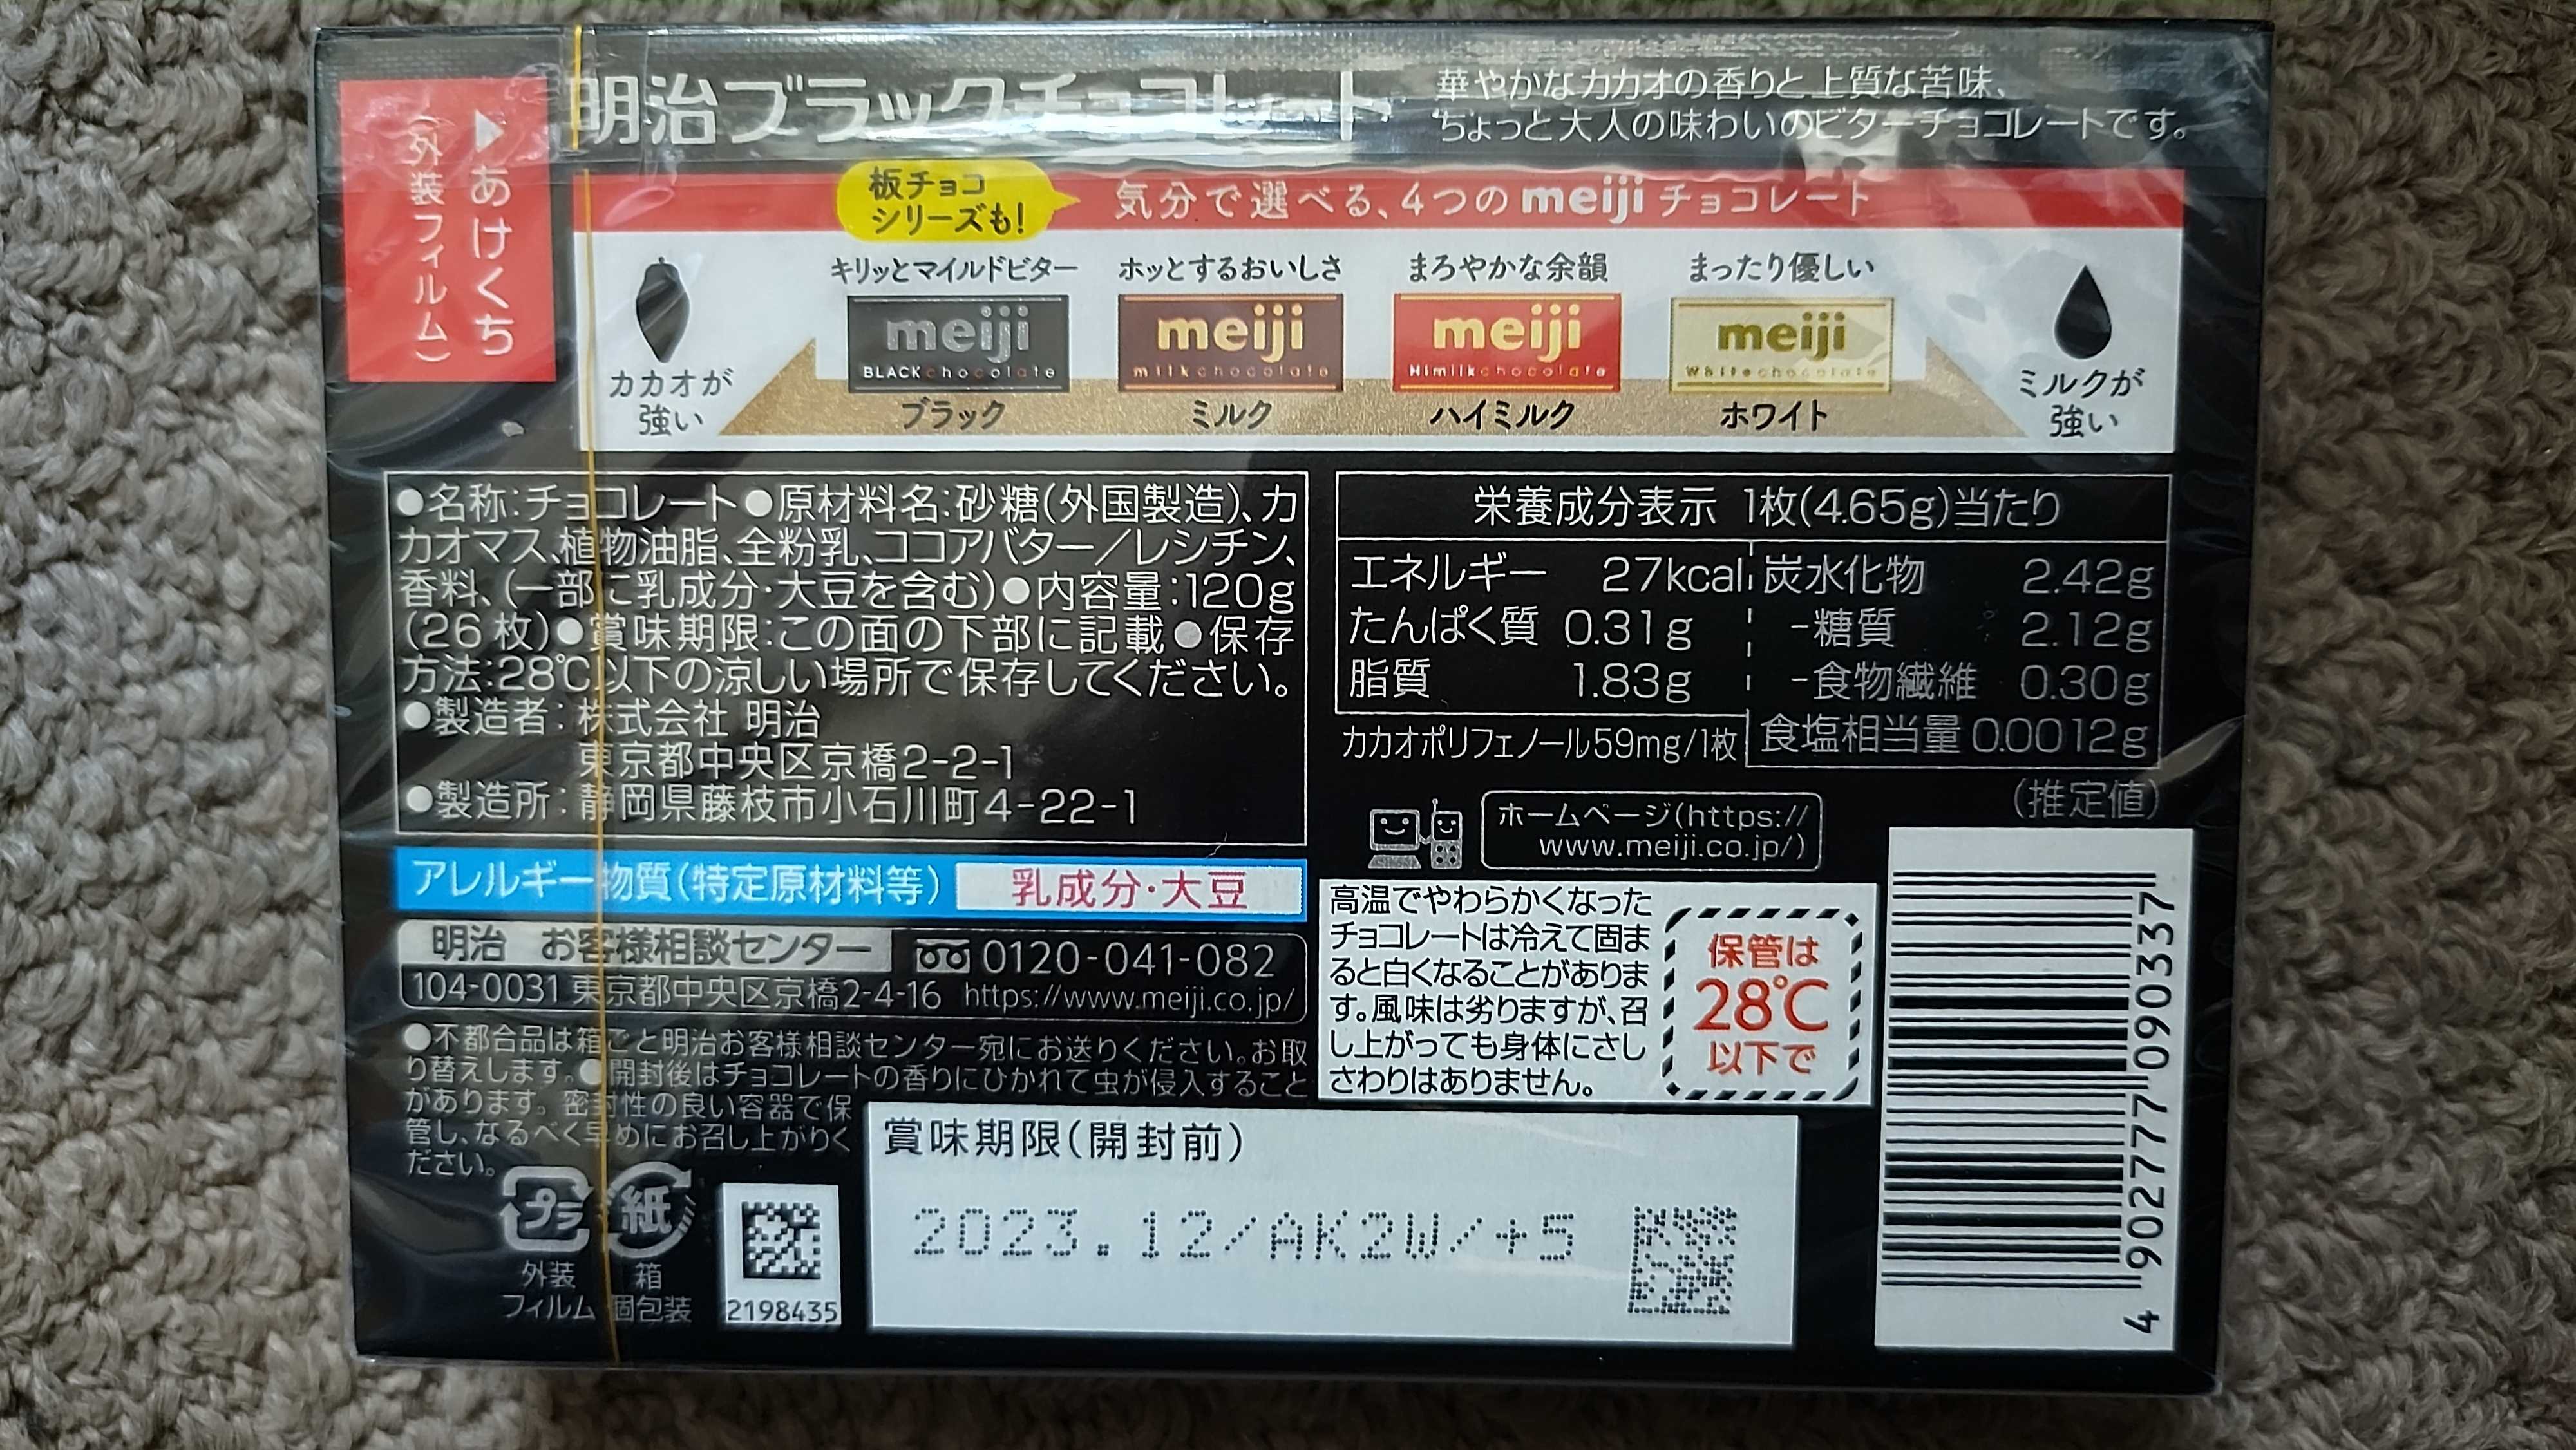 ▶あけくち
(外装フィルム)
明治ブラックチョコレート
華やかなカカオの香りと上質な苦味、
ちょっと大人の味わいのビターチョコレートです。
板チョコ
シリーズも!
気分で選べる、4つのmeijiチョコレート
カカオが
強い
キリッとマイルドビター
meiji
BLACKchocolate
ブラック
ホッとするおいしさ
meiji
milkchocolate
ミルク
まろやかな余韻
meiji
Himilkchocolate
ハイミルク
まったり優しい
meiji
Whitechocolate
ホワイト
ミルクが
強い
●名称:チョコレート●原材料名:砂糖(外国製造)、カ
カオマス、植物油脂、全粉乳、ココアバター/レシチン、
香料、(一部に乳成分・大豆を含む)●内容量:120g
(26枚)●賞味期限:この面の下部に記載●保存
方法:28℃以下の涼しい場所で保存してください。
●製造者:株式会社 明治
東京都中央区京橋2-2-1
●製造所:静岡県藤枝市小石川町4-22-1
アレルギー物質(特定原材料等) 乳成分・大豆
明治 お客様相談センター 0120-041-082
104-0031 東京都中央区京橋2-4-16 https://www.meiji.co.jp/
●不都合品は箱ごと明治お客様相談センター宛にお送りください。お取
り替えします。●開封後はチョコレートの香りにひかれて虫が侵入すること
があります。密封性の良い容器で保
管し、なるべく早めにお召し上がりく
ださい。
プラ 紙
外装 箱
フィルム 個包装
2198435
栄養成分表示 1枚(4.65g)当たり
エネルギー 27kcal 炭水化物 2.42g
たんぱく質 0.31g -糖質 2.12g
脂質 1.83g -食物繊維 0.30g
カカオポリフェノール59mg/1枚 食塩相当量 0.0012g
(推定値)
ホームページ(https://
www.meiji.co.jp/)
高温でやわらかくなった
チョコレートは冷えて固ま
ると白くなることがありま
す。風味は劣りますが、召
し上がっても身体にさし
さわりはありません。
保管は
28℃
以下で
賞味期限(開封前)
2023.12/AK2W/+5
4 902777 090337